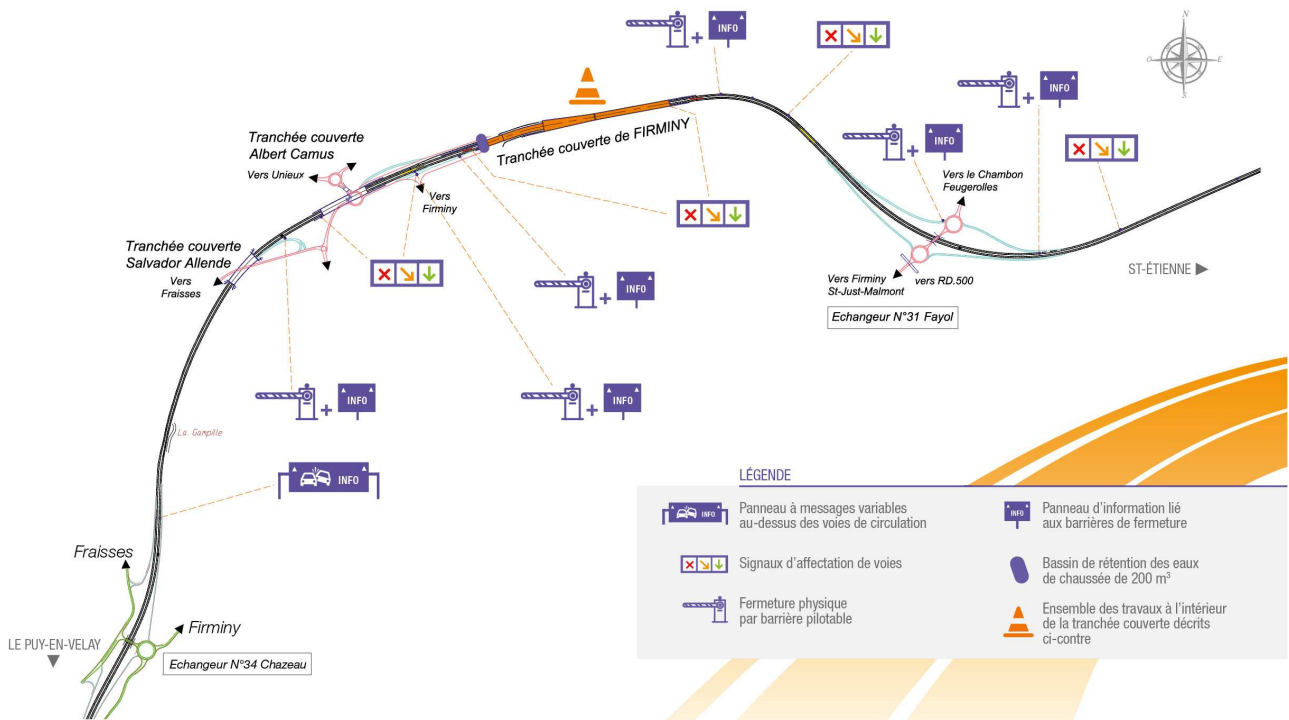 INFO
N
O
E
S
INFO
INFO
Tranchée couverte
Albert Camus
Vers Unieux
Tranchée couverte de FIRMINY
Vers
Firminy
Vers le Chambon
Feugerolles
Tranchée couverte
Salvador Allende
Vers
Fraisses
ST-ÉTIENNE
Vers Firminy
St-Just-Malmont
vers RD.500
Echangeur N°31 Fayol
INFO
INFO
INFO
La Gampille
INFO
Fraisses
Firminy
LE PUY-EN-VELAY
Echangeur N°34 Chazeau
LÉGENDE
INFO
Panneau à messages variables
au-dessus des voies de circulation
Signaux d'affectation de voies
Fermeture physique
par barrière pilotable
INFO
Panneau d'information lié
aux barrières de fermeture
Bassin de rétention des eaux
de chaussée de 200 m³
Ensemble des travaux à l'intérieur
de la tranchée couverte décrits
ci-contre